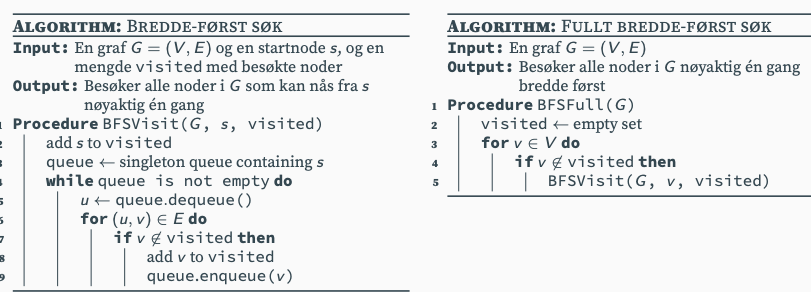 ALGORITHM: BREDDE-FØRST SØK
Input: En graf G = (V, E) og en startnode s, og en
mengde visited med besøkte noder
Output: Besøker alle noder i G som kan nås fra s
nøyaktig én gang
1 Procedure BFSVisit(G, s, visited)
2 add s to visited
3 queue ← singleton queue containing s
4 while queue is not empty do
5 u ← queue.dequeue()
6 for (u, v) ∈ E do
7 if v ∉ visited then
8 add v to visited
9 queue.enqueue(v)
ALGORITHM: FULLT BREDDE-FØRST SØK
Input: En graf G = (V, E)
Output: Besøker alle noder i G nøyaktig én gang
bredde først
1 Procedure BFSFull(G)
2 visited ← empty set
3 for v ∈ V do
4 if v ∉ visited then
5 BFSVisit(G, v, visited)